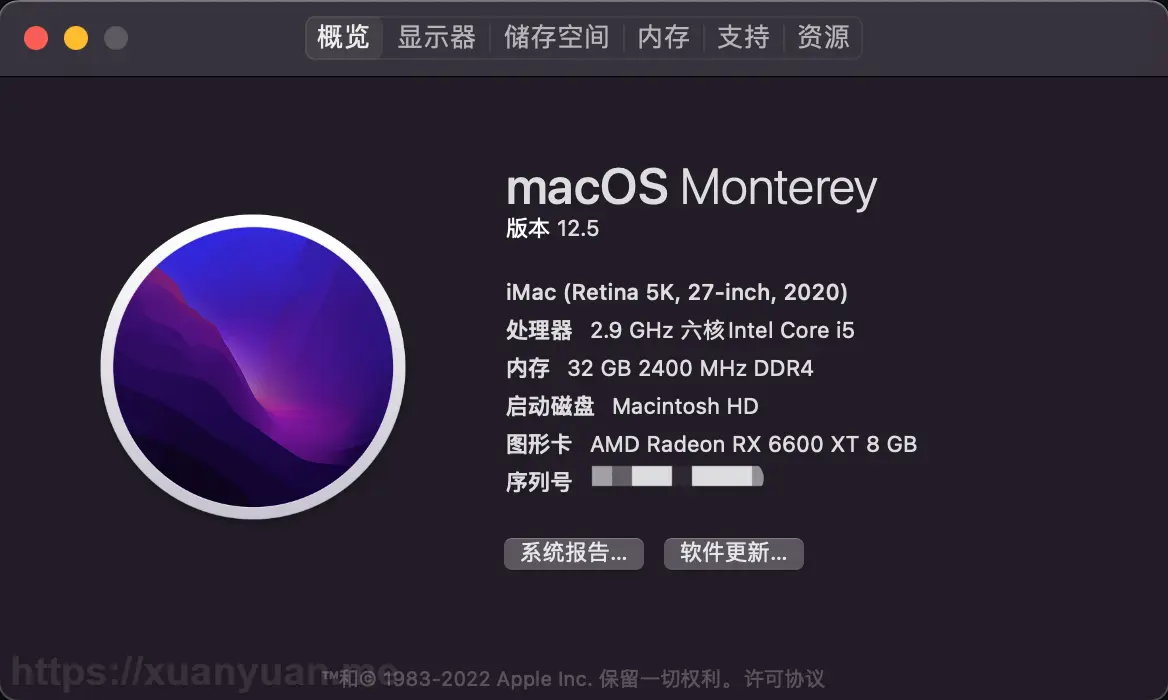 概览 显示器 储存空间 内存 支持 资源
macOS Monterey
版本 12.5
iMac (Retina 5K, 27-inch, 2020)
处理器 2.9 GHz 六核Intel Core i5
内存 32 GB 2400 MHz DDR4
启动磁盘 Macintosh HD
图形卡 AMD Radeon RX 6600 XT 8 GB
序列号
系统报告... 软件更新...
™和© 1983-2022 Apple Inc. 保留一切权利。许可协议
https://xuanyuan.me